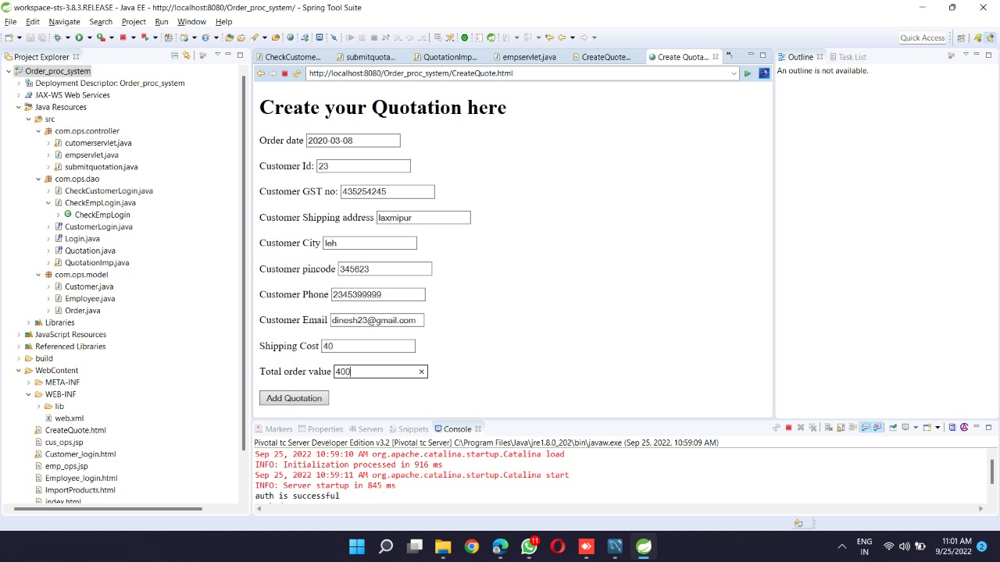 workspace-sts-3.8.3.RELEASE - Java EE - http://localhost:8080/Order_proc_system/ - Spring Tool Suite
File Edit Navigate Search Project Run Window Help
Quick Access
Project Explorer
Order_proc_system
Deployment Descriptor: Order_proc_system
JAX-WS Web Services
Java Resources
src
com.ops.controller
cutomerservlet.java
empservlet.java
submitquotation.java
com.ops.dao
CheckCustomerLogin.java
CheckEmpLogin.java
CheckEmpLogin
CustomerLogin.java
Login.java
Quotation.java
QuotationImp.java
com.ops.model
Customer.java
Employee.java
Order.java
Libraries
JavaScript Resources
Referenced Libraries
build
WebContent
META-INF
WEB-INF
lib
web.xml
CreateQuote.html
cus_ops.jsp
Customer_login.html
emp_ops.jsp
Employee_login.html
ImportProducts.html
index.html
CheckCustome... submitquota... QuotationImp... empservlet.java CreateQuote... Create Quota...
http://localhost:8080/Order_proc_system/CreateQuote.html
Create your Quotation here
Order date 2020-03-08
Customer Id: 23
Customer GST no: 435254245
Customer Shipping address laxmipur
Customer City leh
Customer pincode 345623
Customer Phone 2345399999
Customer Email dinesh23@gmail.com
Shipping Cost 40
Total order value 400
Add Quotation
Outline Task List
An outline is not available.
Markers Properties Servers Snippets Console
Pivotal tc Server Developer Edition v3.2 [Pivotal tc Server] C:\Program Files\Java\jre1.8.0_202\bin\javaw.exe (Sep 25, 2022, 10:59:09 AM)
Sep 25, 2022 10:59:10 AM org.apache.catalina.startup.Catalina load
INFO: Initialization processed in 916 ms
Sep 25, 2022 10:59:11 AM org.apache.catalina.startup.Catalina start
INFO: Server startup in 845 ms
auth is successful
11
ENG
IN
11:01 AM
9/25/2022
2